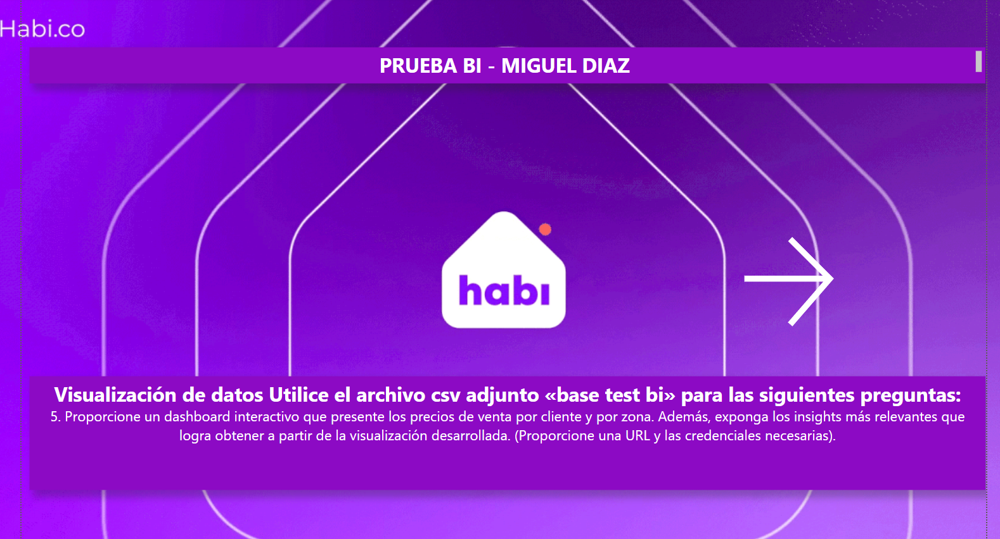 Habi.co
PRUEBA BI - MIGUEL DIAZ
habi
Visualización de datos Utilice el archivo csv adjunto «base test bi» para las siguientes preguntas:
5. Proporcione un dashboard interactivo que presente los precios de venta por cliente y por zona. Además, exponga los insights más relevantes que
logra obtener a partir de la visualización desarrollada. (Proporcione una URL y las credenciales necesarias).